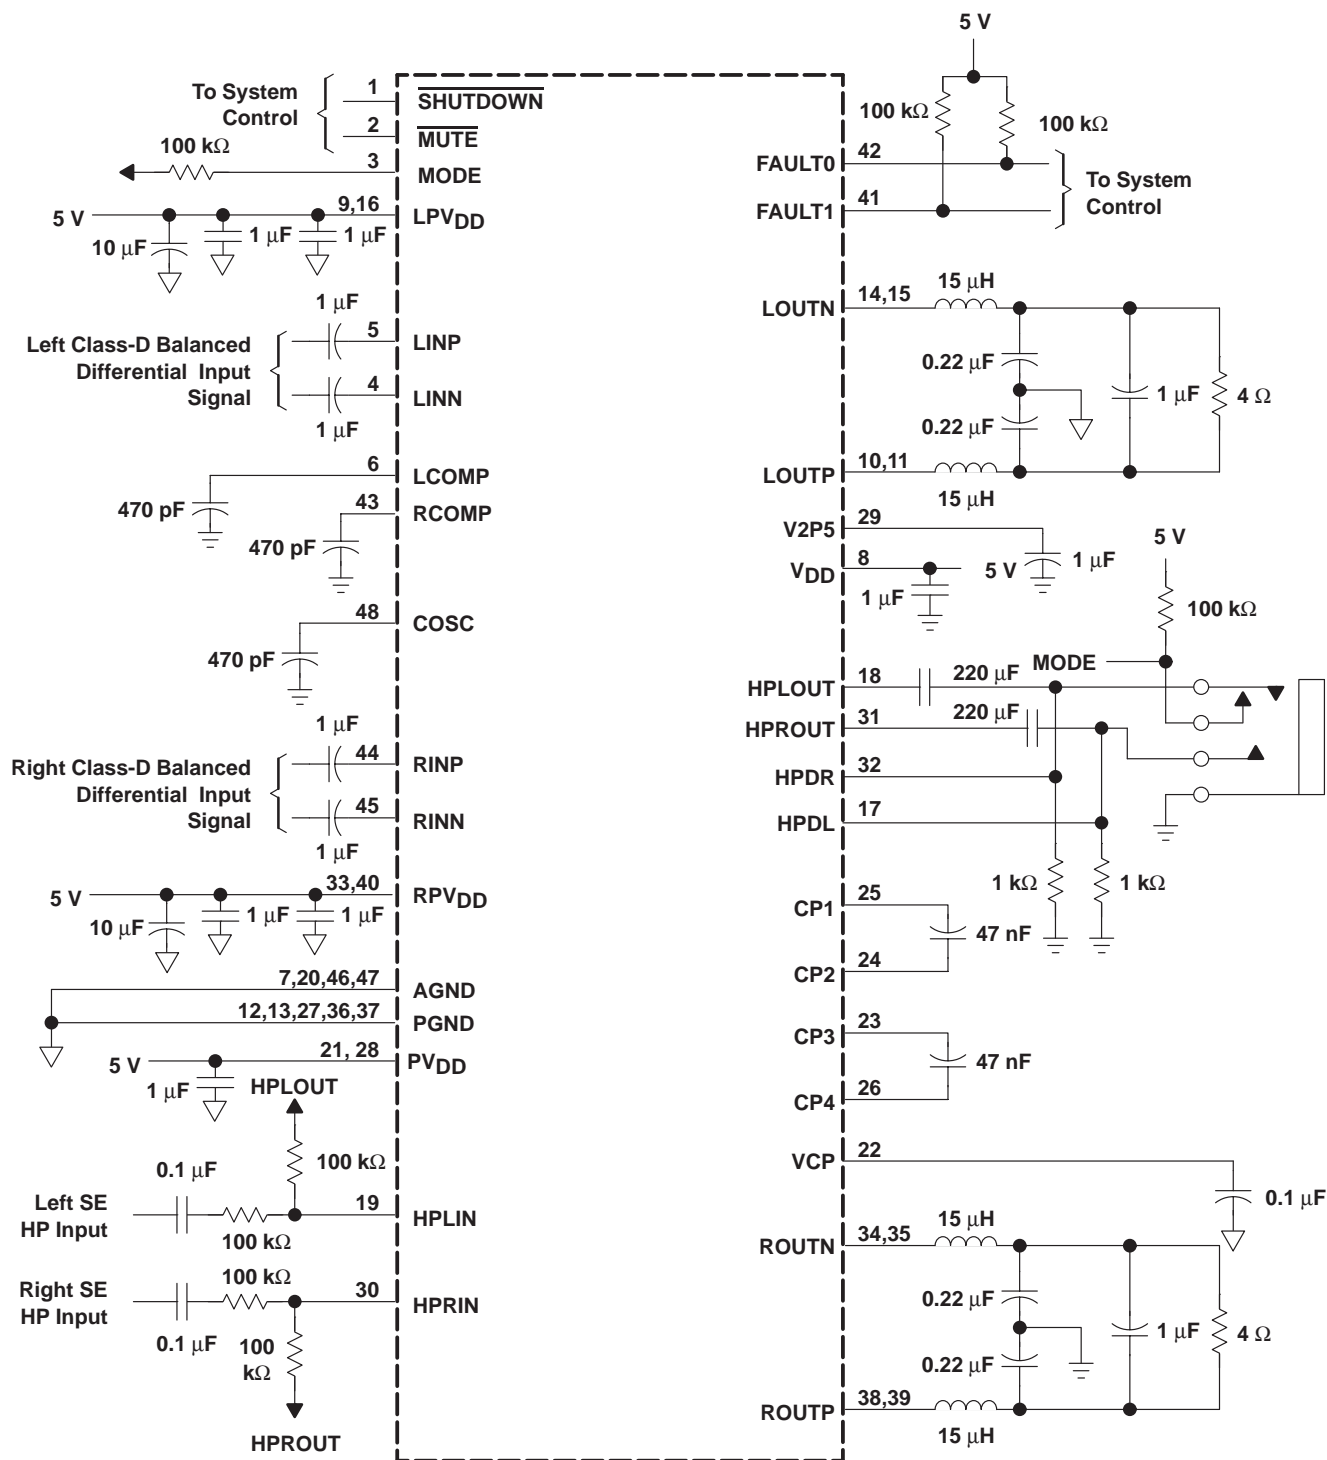 5 V
To System
Control
1
SHUTDOWN
2
MUTE
100 kΩ
3
MODE
5 V
9,16
LPVDD
10 μF
1 μF
1 μF
1 μF
5
LINP
Left Class-D Balanced
Differential Input
Signal
4
LINN
1 μF
6
LCOMP
470 pF
43
RCOMP
470 pF
48
COSC
470 pF
1 μF
44
RINP
Right Class-D Balanced
Differential Input
Signal
45
RINN
1 μF
33,40
RPVDD
5 V
10 μF
1 μF
1 μF
7,20,46,47
AGND
12,13,27,36,37
PGND
21, 28
PVDD
5 V
1 μF
HPLOUT
100 kΩ
0.1 μF
Left SE
HP Input
19
HPLIN
100 kΩ
100 kΩ
Right SE
HP Input
30
HPRIN
0.1 μF
100
kΩ
HPROUT
100 kΩ
100 kΩ
FAULT0
42
FAULT1
41
To System
Control
15 μH
LOUTN
14,15
0.22 μF
0.22 μF
1 μF
4 Ω
LOUTP
10,11
15 μH
V2P5
29
1 μF
VDD
8
5 V
1 μF
5 V
100 kΩ
MODE
HPLOUT
18
220 μF
HPROUT
31
220 μF
HPDR
32
HPDL
17
1 kΩ
1 kΩ
CP1
25
47 nF
CP2
24
CP3
23
47 nF
CP4
26
VCP
22
0.1 μF
15 μH
ROUTN
34,35
0.22 μF
0.22 μF
1 μF
4 Ω
ROUTP
38,39
15 μH